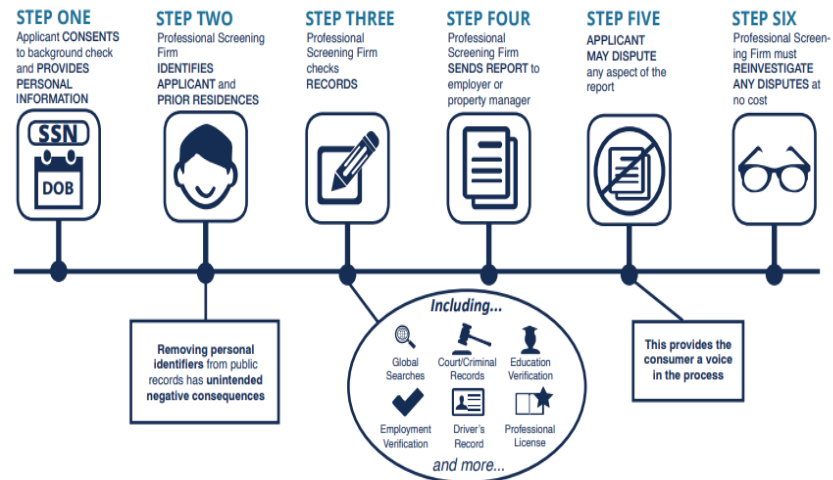 STEP ONE
Applicant CONSENTS
to background check
and PROVIDES
PERSONAL
INFORMATION
SSN
DOB
STEP TWO
Professional Screening
Firm
IDENTIFIES
APPLICANT and
PRIOR RESIDENCES
STEP THREE
Professional
Screening Firm
checks
RECORDS
STEP FOUR
Professional
Screening Firm
SENDS REPORT to
employer or
property manager
STEP FIVE
APPLICANT
MAY DISPUTE
any aspect of the
report
STEP SIX
Professional Screen-
ing Firm must
REINVESTIGATE
ANY DISPUTES at
no cost
Removing personal
identifiers from public
records has unintended
negative consequences
Including...
Global
Searches
Court/Criminal
Records
Education
Verification
Employment
Verification
Driver's
Record
Professional
License
and more...
This provides the
consumer a voice
in the process